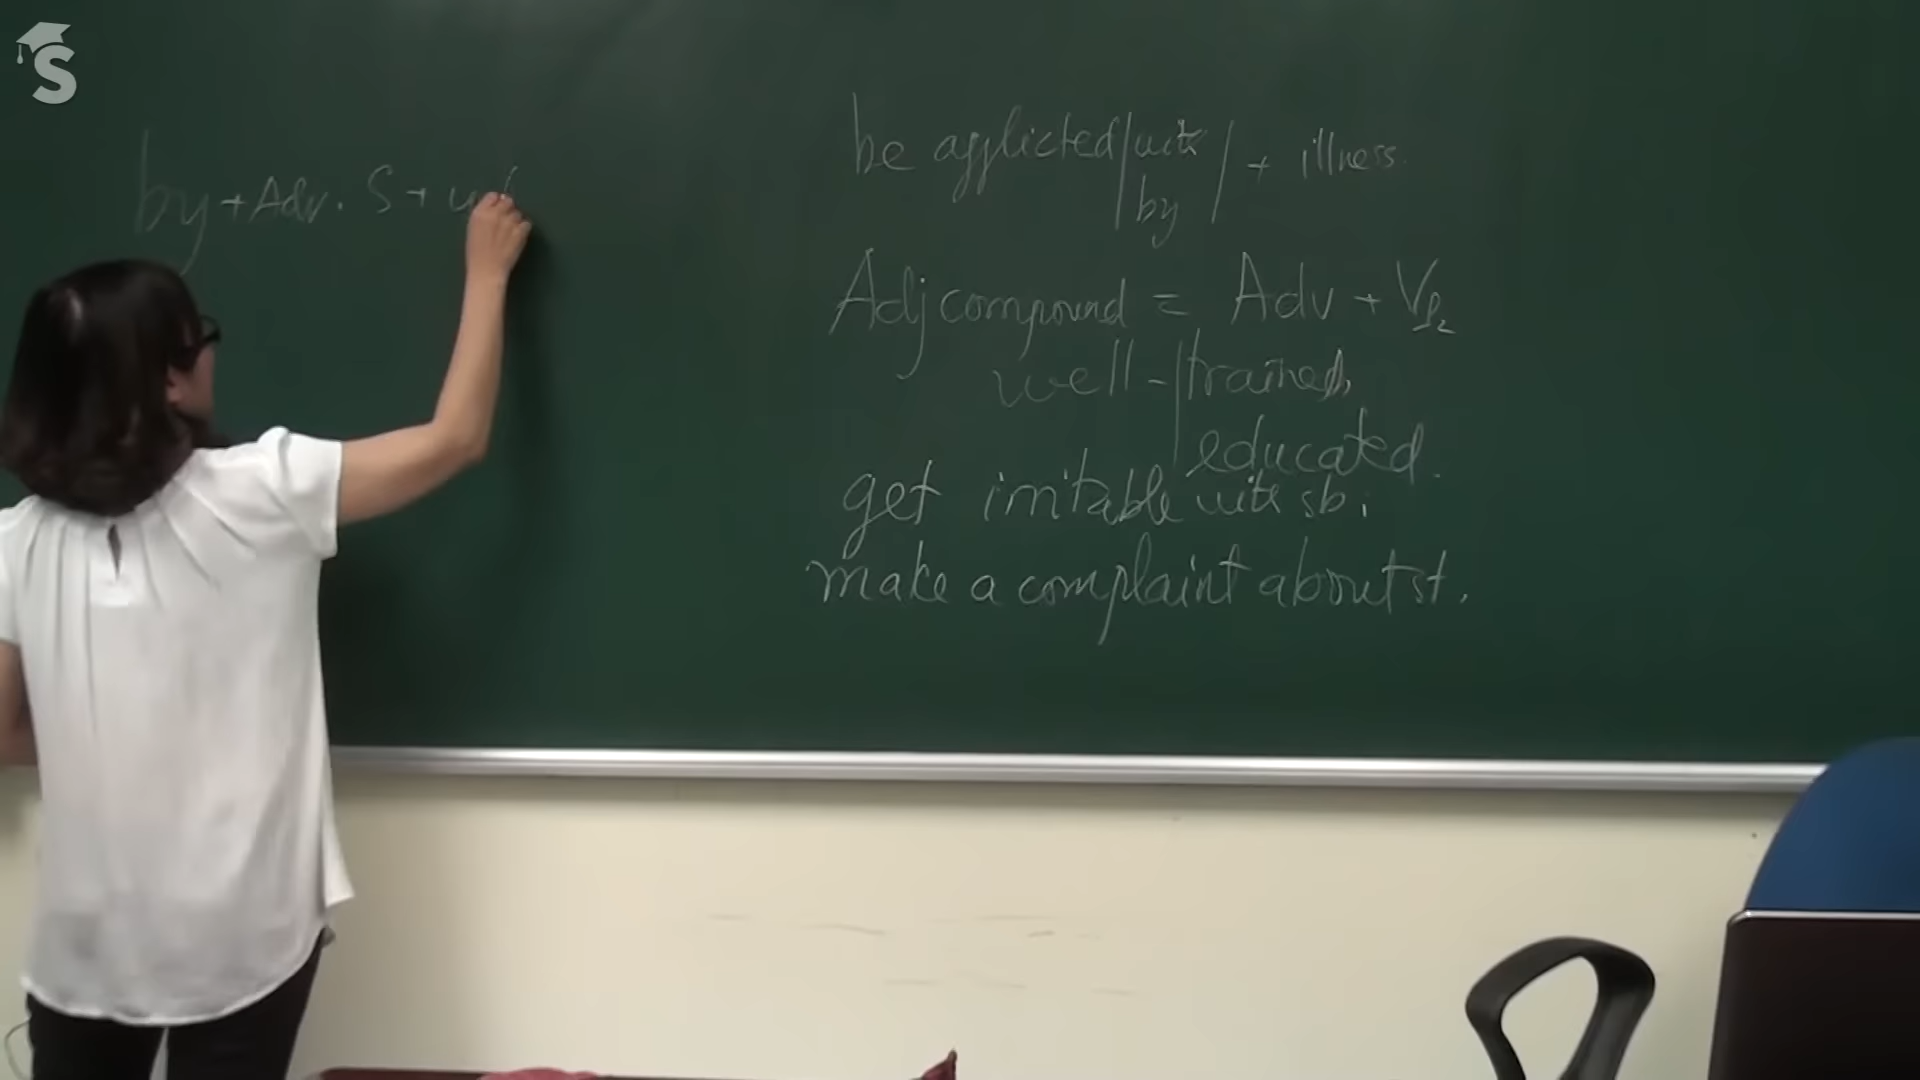 S
by + Adv. S +
be afflicted / with / + illness.
by
Adj compound = Adv + Vp2
well - trained,
educated.
get irritable with sb;
make a complaint about st.